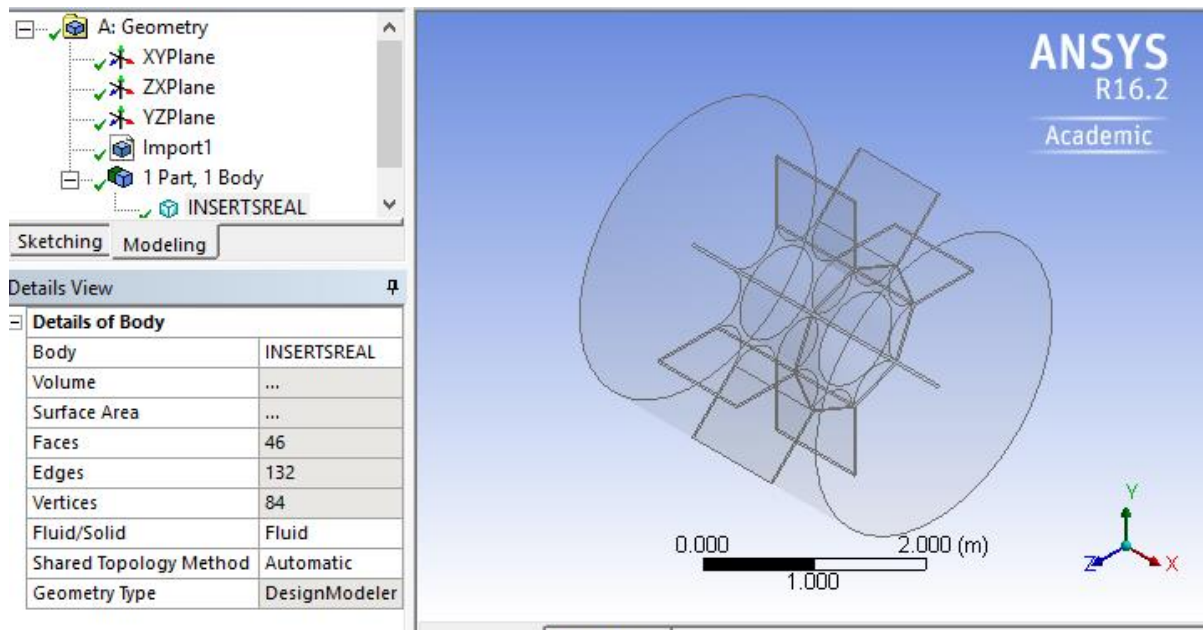 A: Geometry
XYPlane
ZXPlane
YZPlane
Import1
1 Part, 1 Body
INSERTSREAL
Sketching Modeling
Details View
Details of Body
Body INSERTSREAL
Volume ...
Surface Area ...
Faces 46
Edges 132
Vertices 84
Fluid/Solid Fluid
Shared Topology Method Automatic
Geometry Type DesignModeler
ANSYS
R16.2
Academic
0.000 2.000 (m)
1.000
Y
Z X